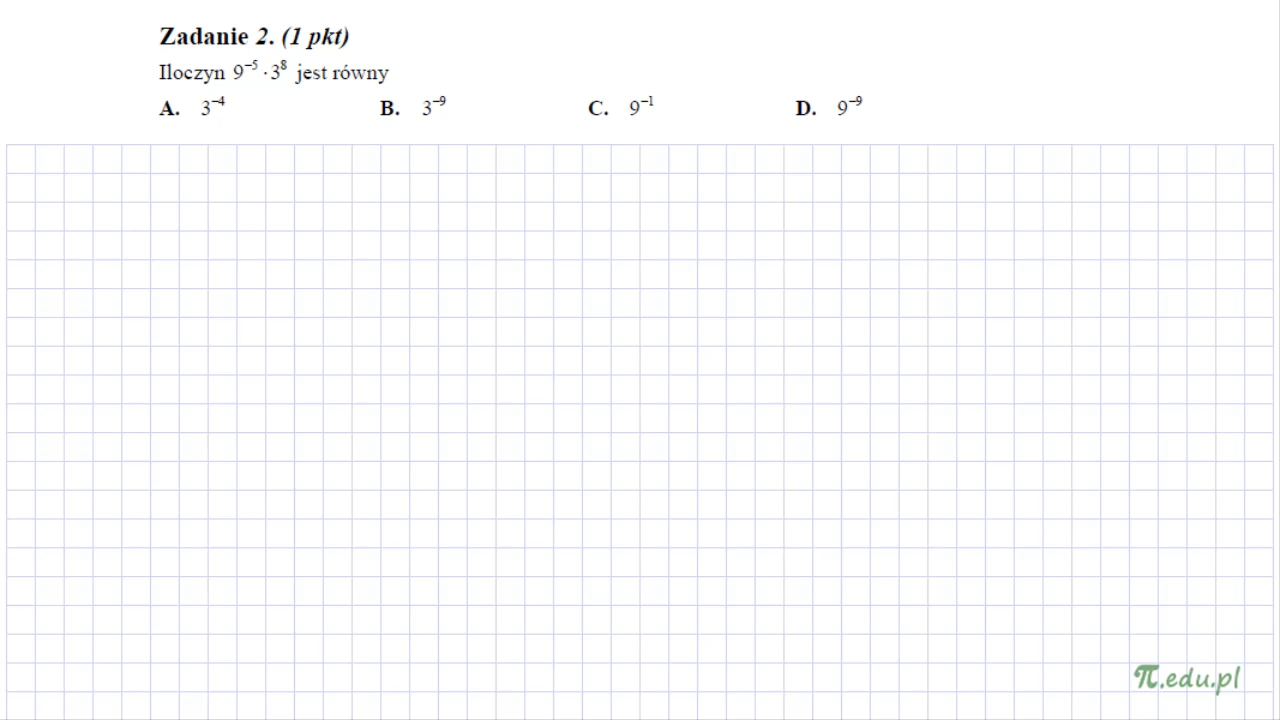 Zadanie 2. (1 pkt)
Iloczyn 9⁻⁵ · 3⁸ jest równy
A. 3⁻⁴ B. 3⁻⁹ C. 9⁻¹ D. 9⁻⁹
π.edu.pl